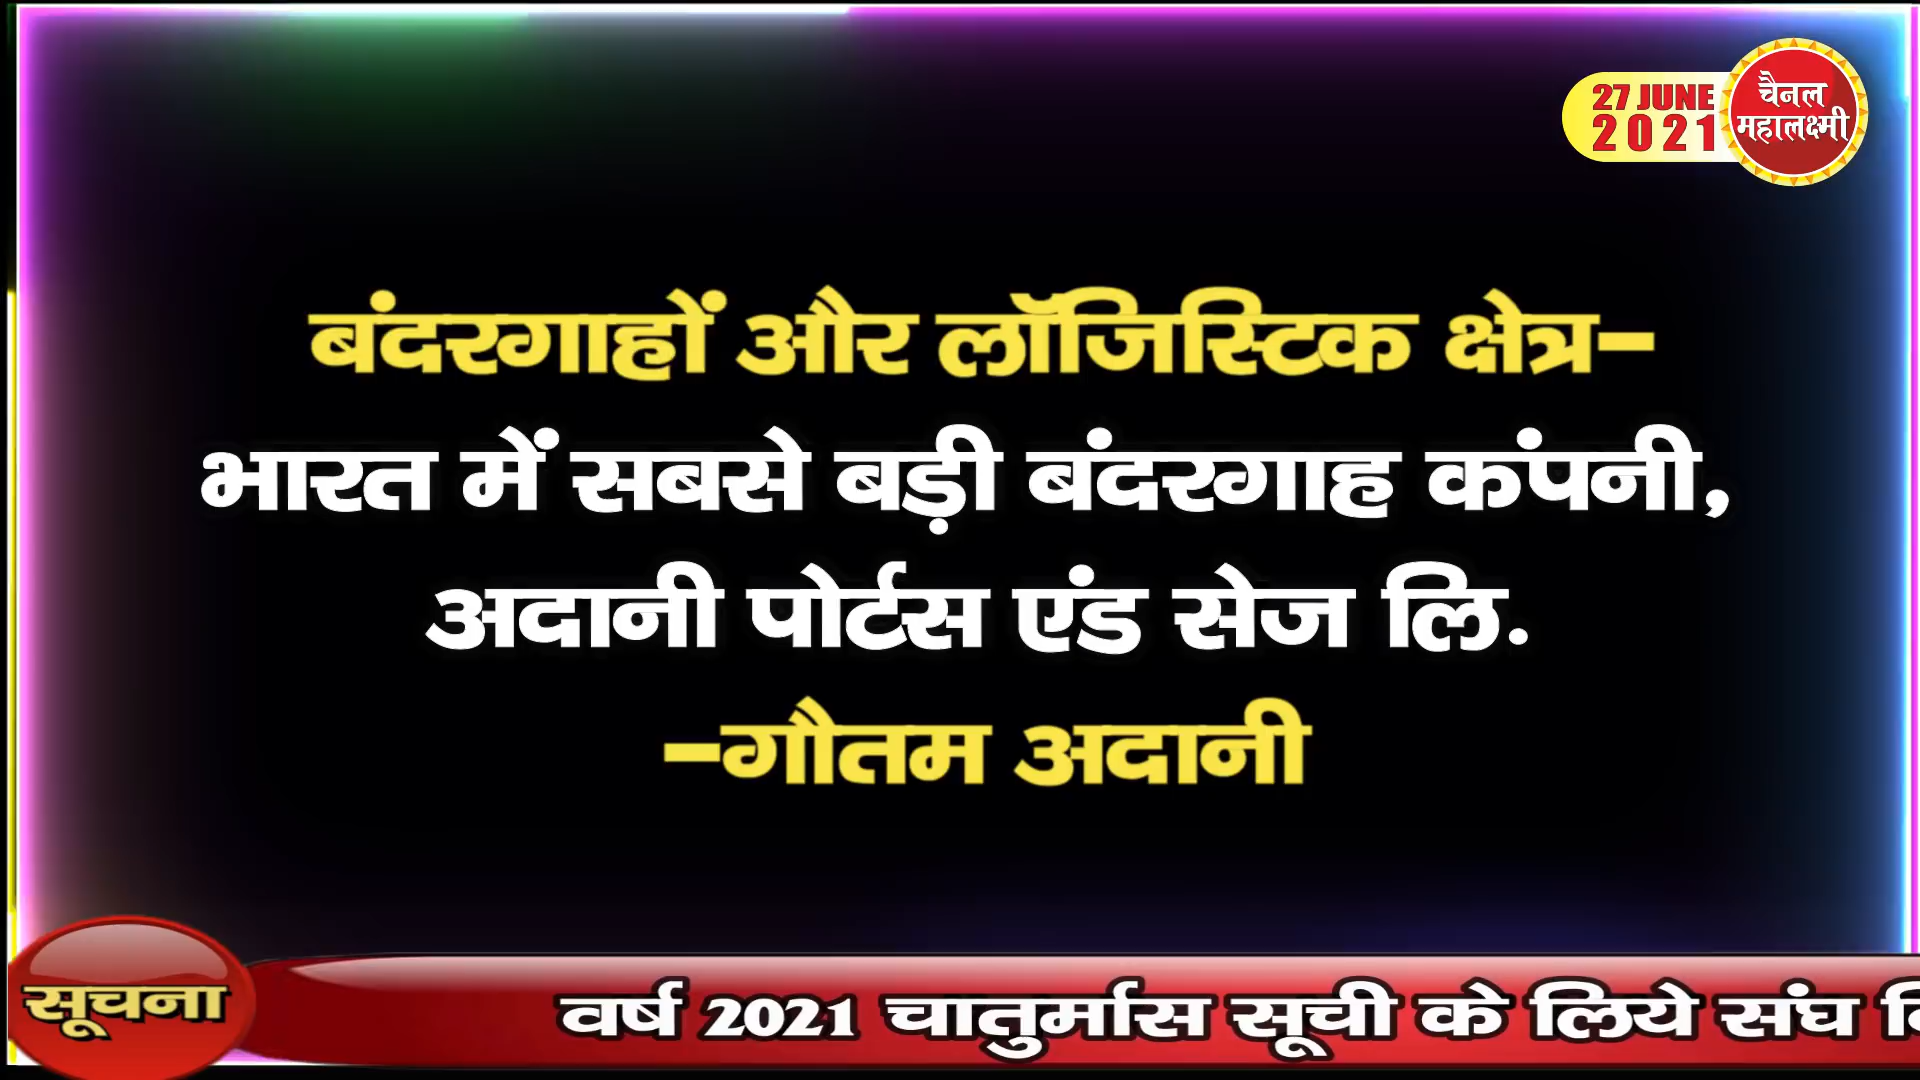 27 JUNE
2021
चैनल
महालक्ष्मी
बंदरगाहों और लॉजिस्टिक क्षेत्र-
भारत में सबसे बड़ी बंदरगाह कंपनी,
अदानी पोर्टस एंड सेज लि.
-गौतम अदानी
सूचना
वर्ष 2021 चातुर्मास सूची के लिये संघ